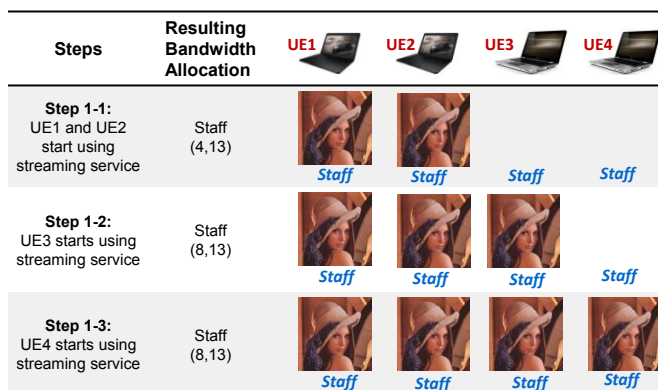 Steps
Resulting
Bandwidth
Allocation
UE1
UE2
UE3
UE4
Step 1-1:
UE1 and UE2
start using
streaming service
Staff
(4,13)
Staff
Staff
Staff
Staff
Step 1-2:
UE3 starts using
streaming service
Staff
(8,13)
Staff
Staff
Staff
Staff
Step 1-3:
UE4 starts using
streaming service
Staff
(8,13)
Staff
Staff
Staff
Staff